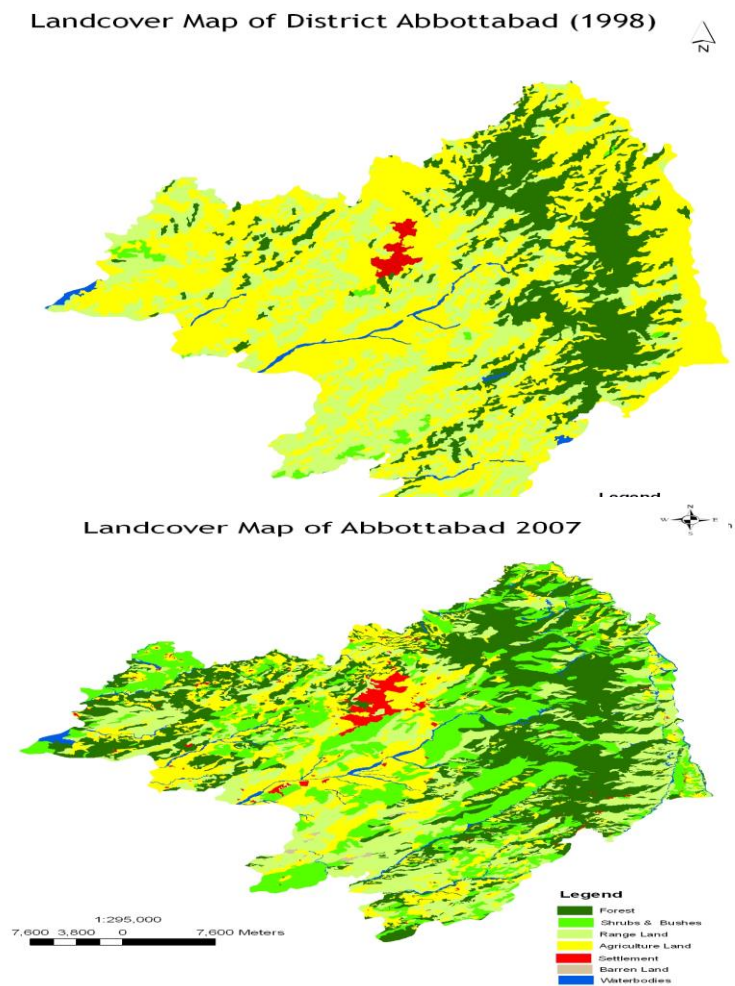 Landcover Map of District Abbottabad (1998)
N
Landcover Map of Abbottabad 2007
N
W E
S
Legend
Forest
Shrubs & Bushes
Range Land
Agriculture Land
Settlement
Barren Land
Waterbodies
1:295,000
7,600 3,800 0 7,600 Meters